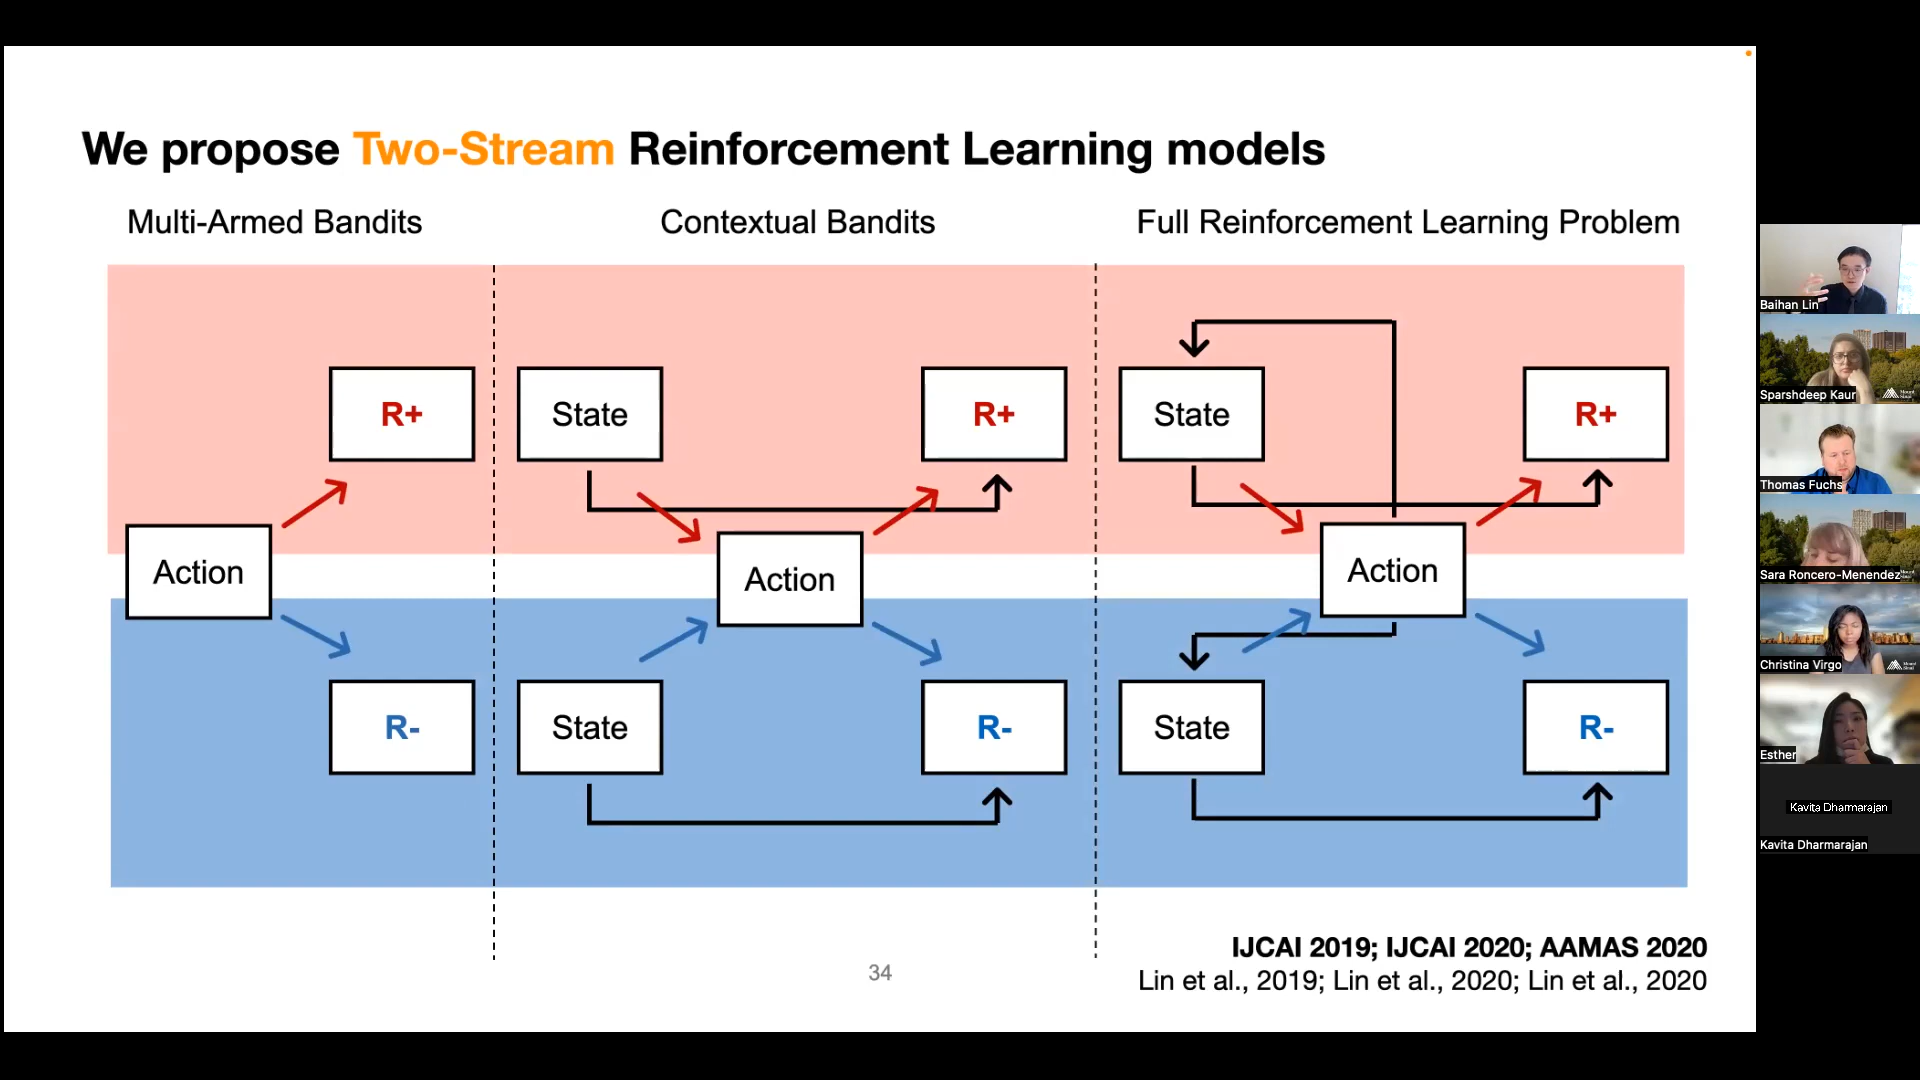 We propose Two-Stream Reinforcement Learning models
Multi-Armed Bandits
Contextual Bandits
Full Reinforcement Learning Problem
R+
State
R+
State
R+
Action
Action
Action
R-
State
R-
State
R-
IJCAI 2019; IJCAI 2020; AAMAS 2020
34
Lin et al., 2019; Lin et al., 2020; Lin et al., 2020
Baihan Lin
Sparshdeep Kaur
Thomas Fuchs
Sara Roncero-Menendez
Christina Virgo
Esther
Kavita Dharmarajan
Kavita Dharmarajan